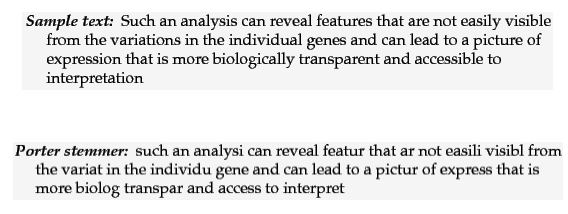 Sample text: Such an analysis can reveal features that are not easily visible
from the variations in the individual genes and can lead to a picture of
expression that is more biologically transparent and accessible to
interpretation
Porter stemmer: such an analysi can reveal featur that ar not easili visibl from
the variat in the individu gene and can lead to a pictur of express that is
more biolog transpar and access to interpret